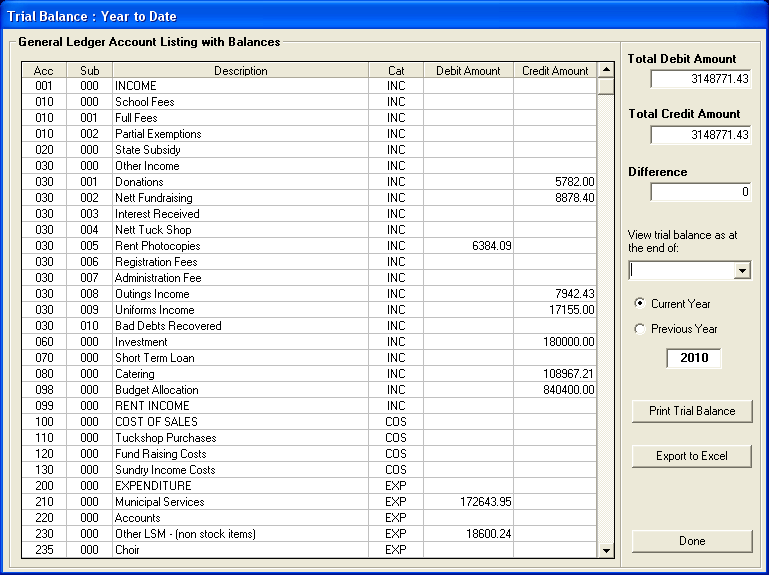 Trial Balance : Year to Date
General Ledger Account Listing with Balances
Acc Sub Description Cat Debit Amount Credit Amount
001 000 INCOME INC
010 000 School Fees INC
010 001 Full Fees INC
010 002 Partial Exemptions INC
020 000 State Subsidy INC
030 000 Other Income INC
030 001 Donations INC 5782.00
030 002 Nett Fundraising INC 8878.40
030 003 Interest Received INC
030 004 Nett Tuck Shop INC
030 005 Rent Photocopies INC 6384.09
030 006 Registration Fees INC
030 007 Administration Fee INC
030 008 Outings Income INC 7942.43
030 009 Uniforms Income INC 17155.00
030 010 Bad Debts Recovered INC
060 000 Investment INC 180000.00
070 000 Short Term Loan INC
080 000 Catering INC 108967.21
098 000 Budget Allocation INC 840400.00
099 000 RENT INCOME INC
100 000 COST OF SALES COS
110 000 Tuckshop Purchases COS
120 000 Fund Raising Costs COS
130 000 Sundry Income Costs COS
200 000 EXPENDITURE EXP
210 000 Municipal Services EXP 172643.95
220 000 Accounts EXP
230 000 Other LSM - (non stock items) EXP 18600.24
235 000 Choir EXP
Total Debit Amount
3148771.43
Total Credit Amount
3148771.43
Difference
0
View trial balance as at
the end of:
Current Year
Previous Year
2010
Print Trial Balance
Export to Excel
Done